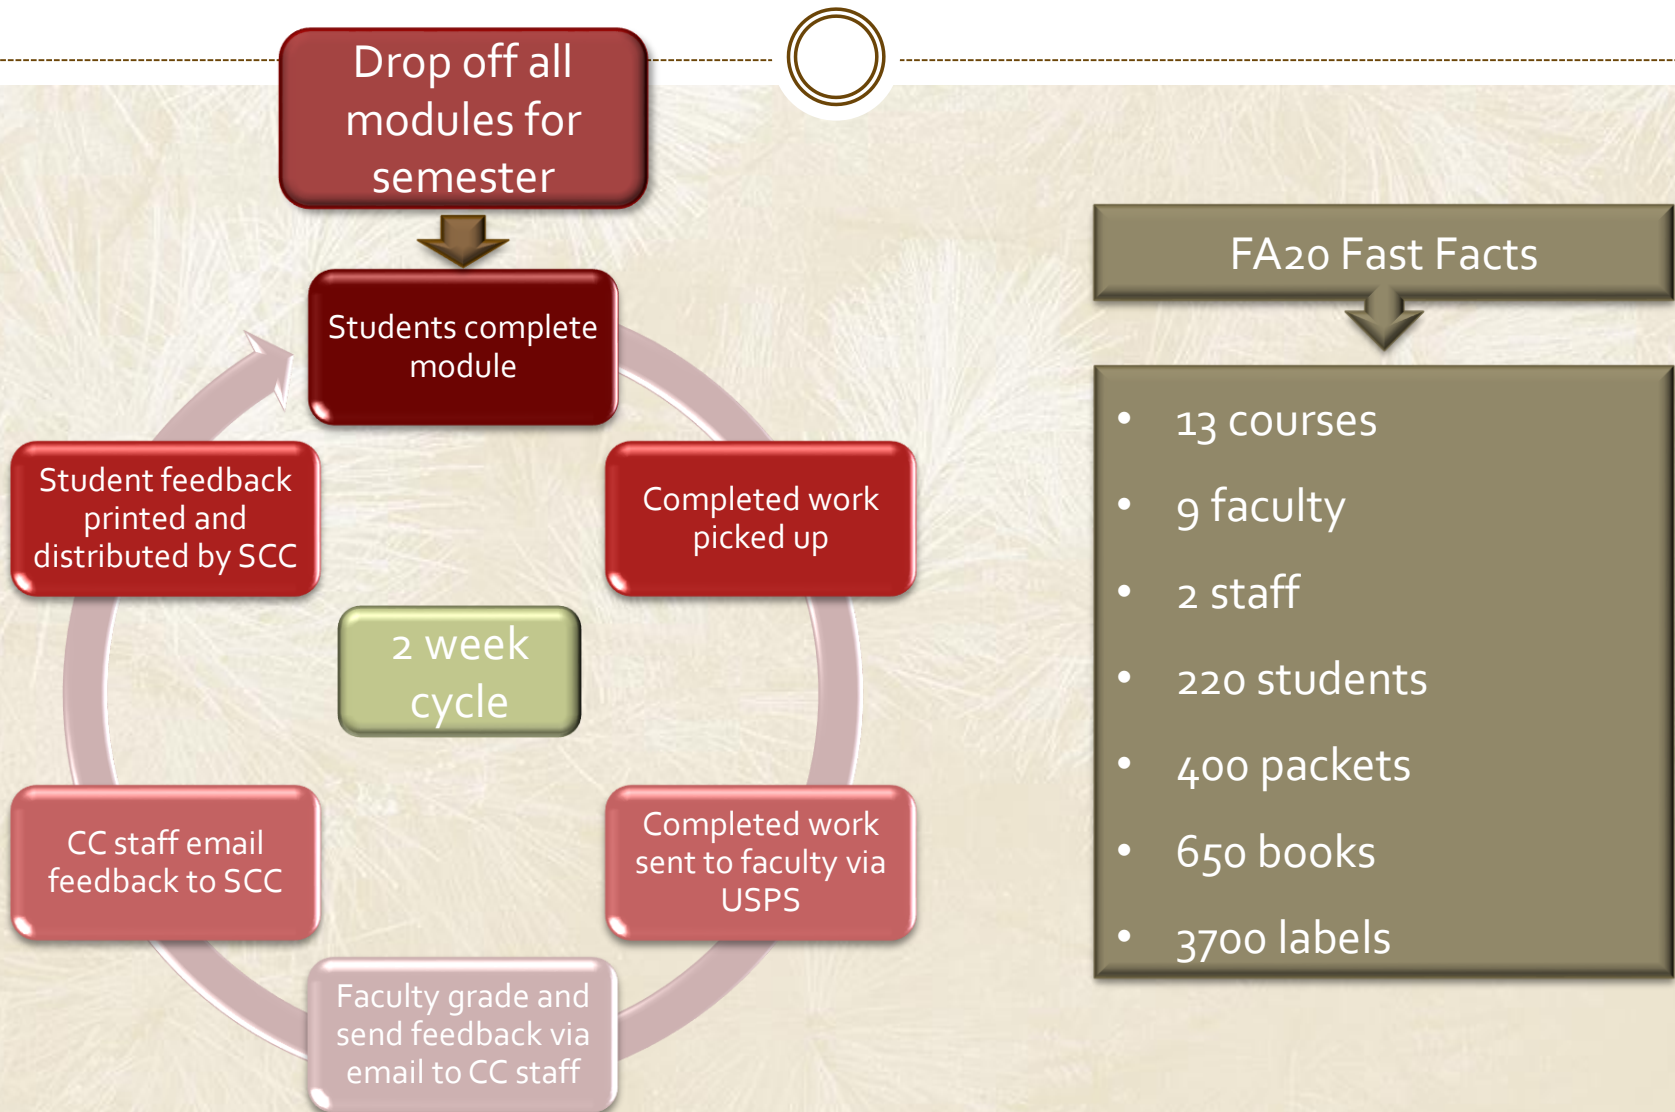 Drop off all
modules for
semester
Students complete
module
Completed work
picked up
Completed work
sent to faculty via
USPS
Faculty grade and
send feedback via
email to CC staff
CC staff email
feedback to SCC
Student feedback
printed and
distributed by SCC
2 week
cycle
FA20 Fast Facts
• 13 courses
• 9 faculty
• 2 staff
• 220 students
• 400 packets
• 650 books
• 3700 labels